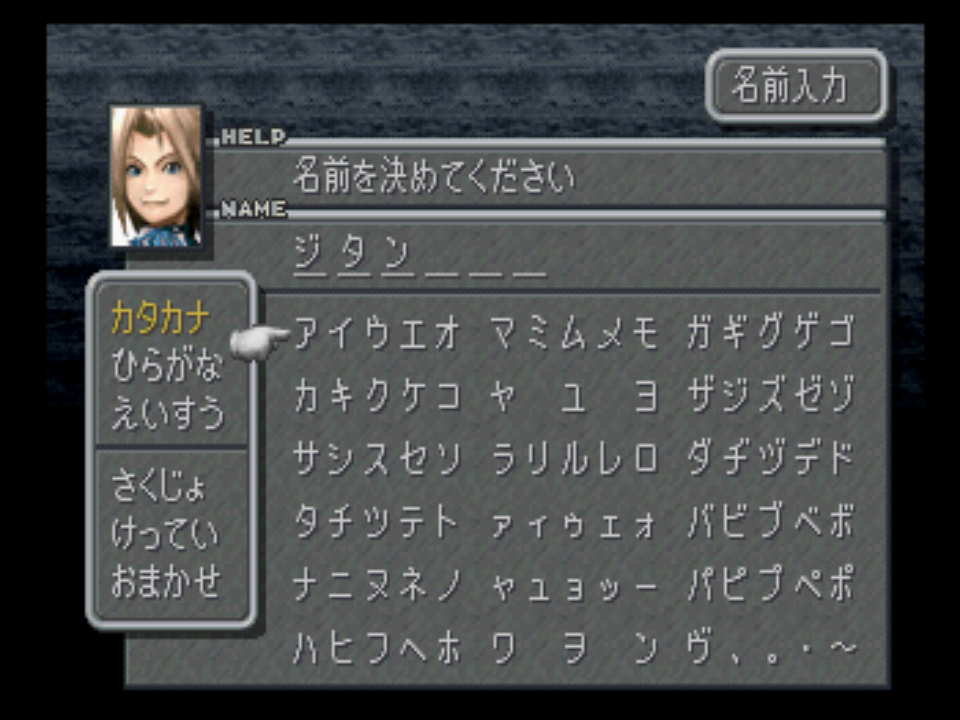 名前入力
HELP
名前を決めてください
NAME
ジタン___
カタカナ
ひらがな
えいすう
さくじょ
けってい
おまかせ
アイウエオ マミムメモ ガギグゲゴ
カキクケコ ヤ ユ ヨ ザジズゼゾ
サシスセソ ラリルレロ ダヂヅデド
タチツテト ァィゥェォ バビブベボ
ナニヌネノ ャュョッー パピプペポ
ハヒフヘホ ワ ヲ ン ヴ、。・~